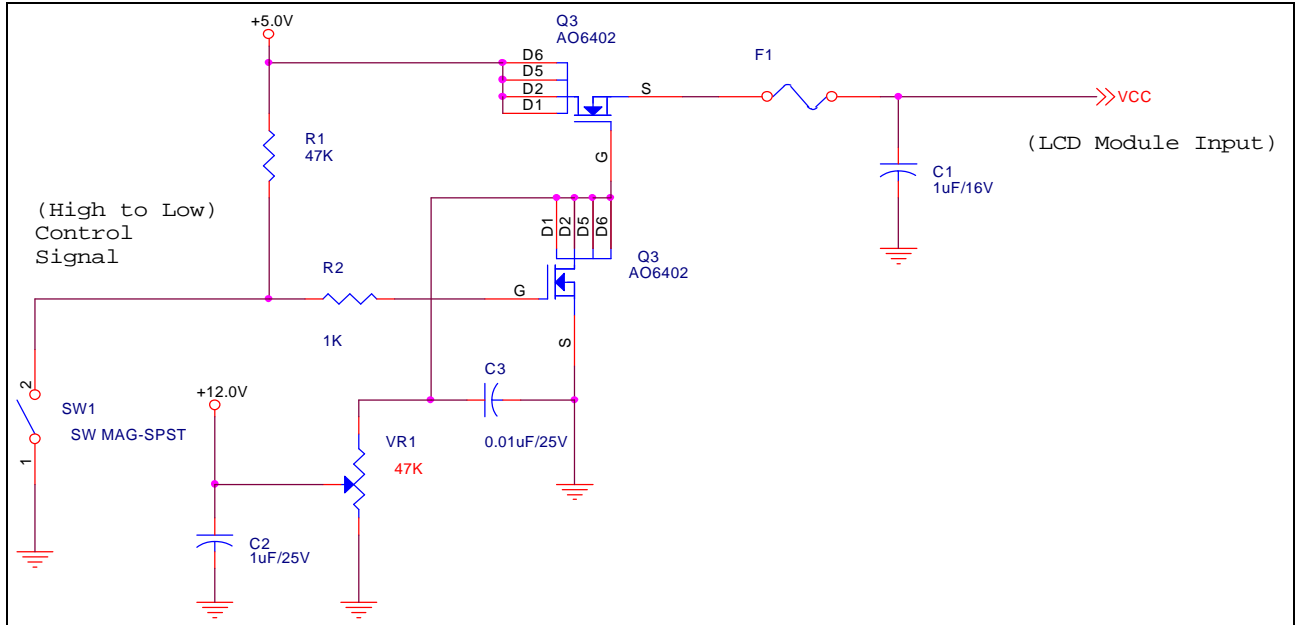 +5.0V
Q3
AO6402
F1
D6
D5
D2
D1
S
VCC
(LCD Module Input)
R1
47K
G
C1
1uF/16V
(High to Low)
Control
Signal
D1
D2
D5
D6
Q3
AO6402
R2
G
1K
S
C3
2
+12.0V
SW1
SW MAG-SPST
VR1
0.01uF/25V
47K
1
C2
1uF/25V